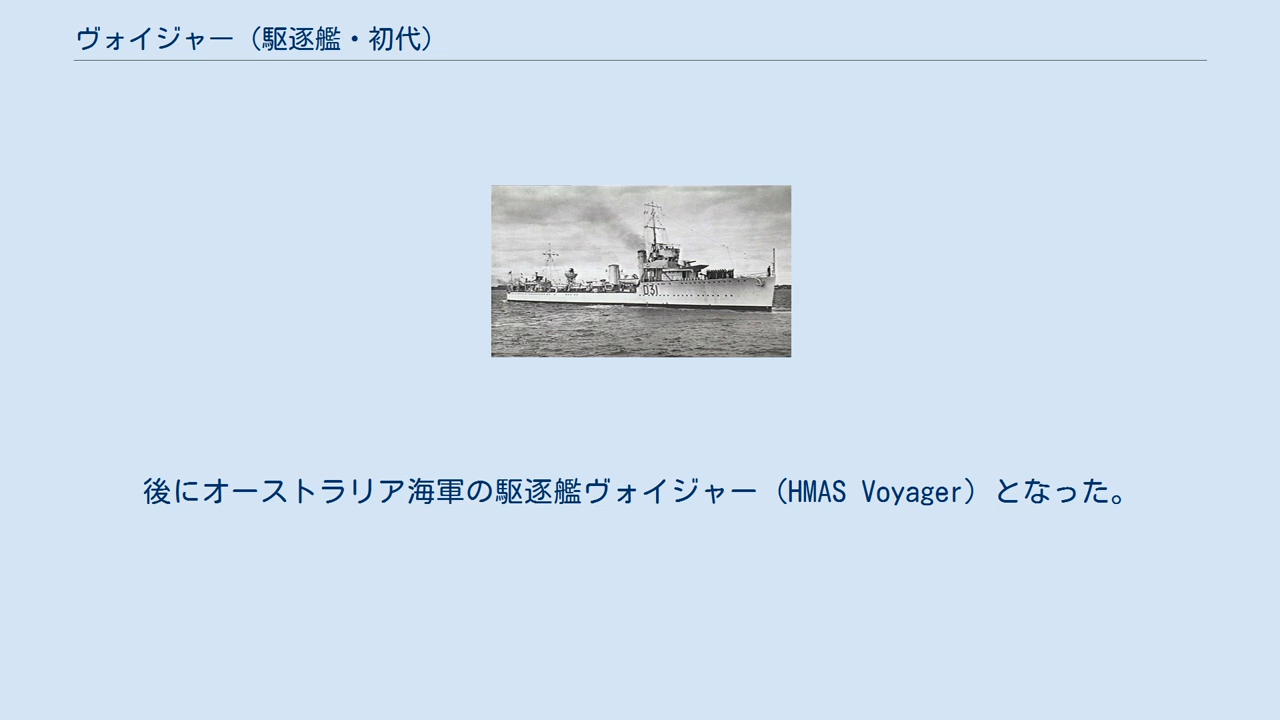 ヴォイジャー（駆逐艦・初代）
D31
後にオーストラリア海軍の駆逐艦ヴォイジャー（HMAS Voyager）となった。